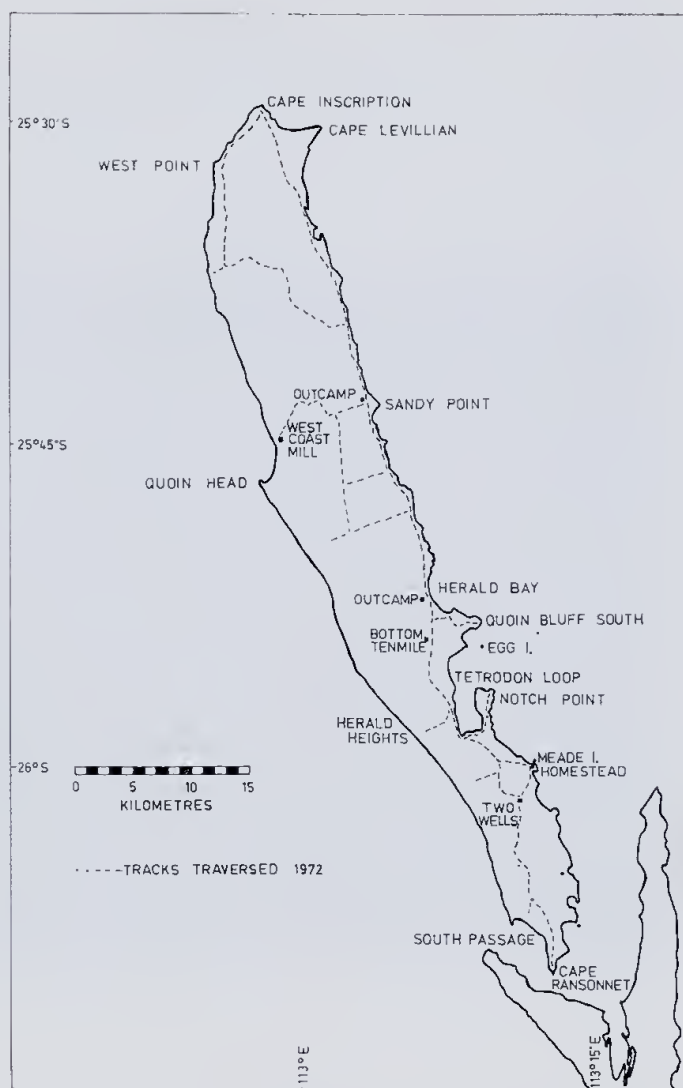 CAPE INSCRIPTION
25°30'S
CAPE LEVILLIAN
WEST POINT
OUTCAMP
SANDY POINT
WEST
COAST
MILL
25°45'S
QUOIN HEAD
HERALD BAY
OUTCAMP
QUOIN BLUFF SOUTH
BOTTOM
TENMILE
EGG I.
TETRODON LOOP
NOTCH POINT
HERALD
HEIGHTS
26°S
MEADE I.
HOMESTEAD
0 5 10 15
KILOMETRES
TWO
WELLS
TRACKS TRAVERSED 1972
SOUTH PASSAGE
CAPE
RANSONNET
113°E
113°15'E